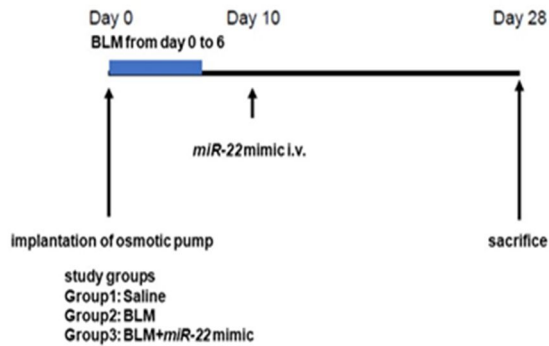 Day 0 Day 10 Day 28
BLM from day 0 to 6
miR-22 mimic i.v.
implantation of osmotic pump sacrifice
study groups
Group1: Saline
Group2: BLM
Group3: BLM+miR-22 mimic